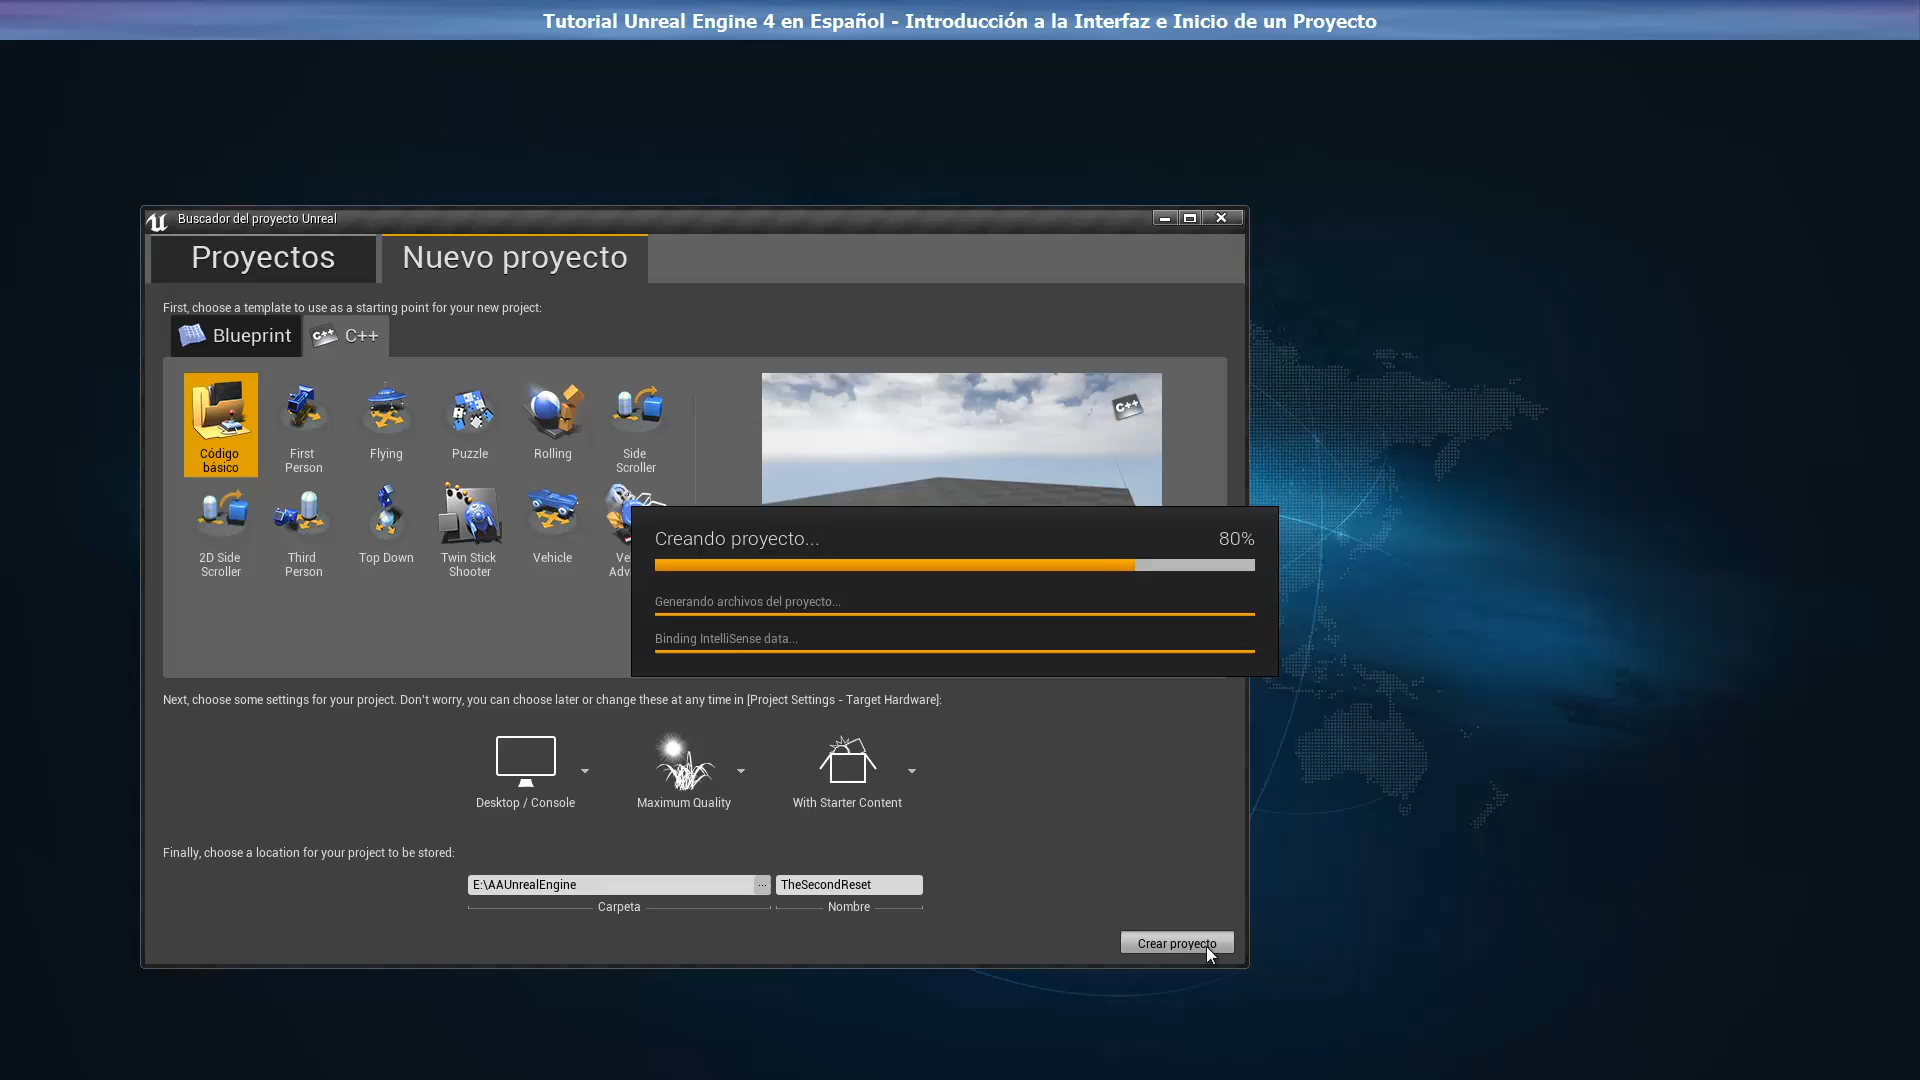 Tutorial Unreal Engine 4 en Español - Introducción a la Interfaz e Inicio de un Proyecto
Buscador del proyecto Unreal
Proyectos
Nuevo proyecto
First, choose a template to use as a starting point for your new project:
Blueprint
C++
C++
Código básico
First Person
Flying
Puzzle
Rolling
Side Scroller
2D Side Scroller
Third Person
Top Down
Twin Stick Shooter
Vehicle
Creando proyecto...
80%
Generando archivos del proyecto...
Binding IntelliSense data...
Next, choose some settings for your project. Don't worry, you can choose later or change these at any time in [Project Settings - Target Hardware]:
Desktop / Console
Maximum Quality
With Starter Content
Finally, choose a location for your project to be stored:
E:\AAUnrealEngine
...
TheSecondReset
Carpeta
Nombre
Crear proyecto